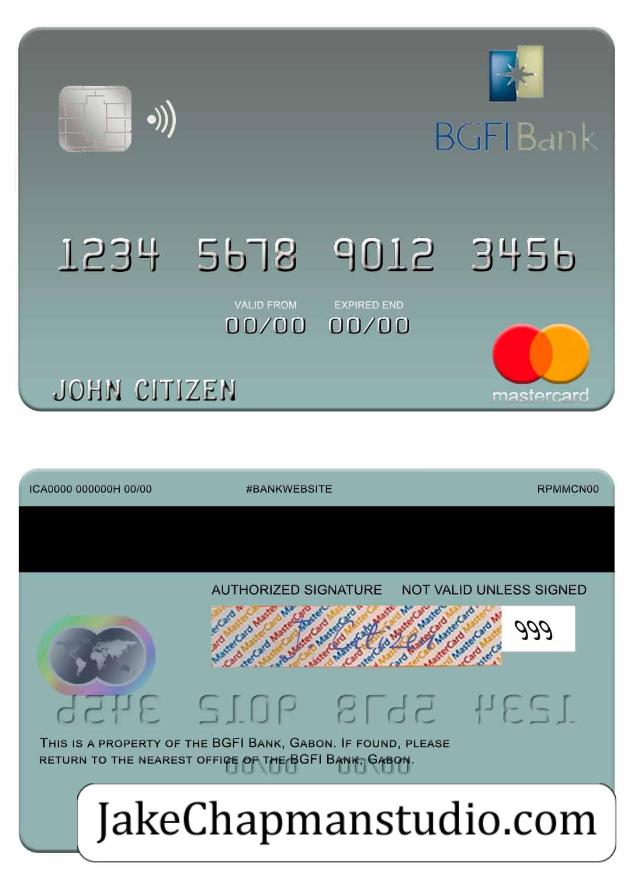 BGFIBank
1234 5678 9012 3456
VALID FROM EXPIRED END
00/00 00/00
JOHN CITIZEN
mastercard
ICA0000 000000H 00/00 #BANKWEBSITE RPMMCN00
AUTHORIZED SIGNATURE NOT VALID UNLESS SIGNED
J. Citizen 999
THIS IS A PROPERTY OF THE BGFI BANK, GABON. IF FOUND, PLEASE
RETURN TO THE NEAREST OFFICE OF THE BGFI BANK, GABON.
JakeChapmanstudio.com